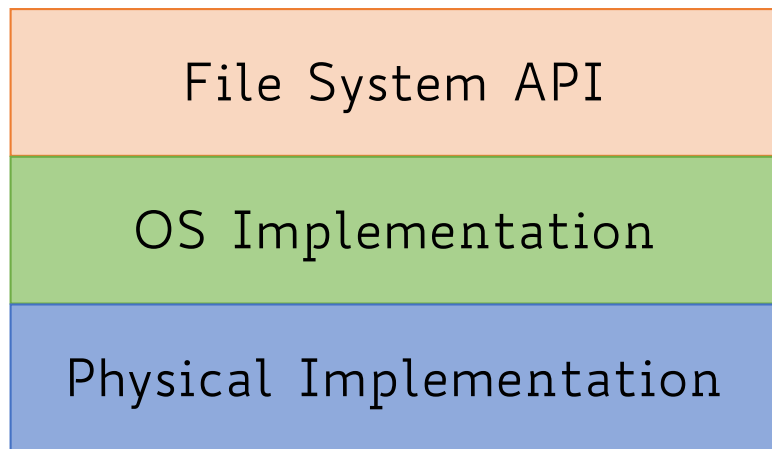 File System API
OS Implementation
Physical Implementation